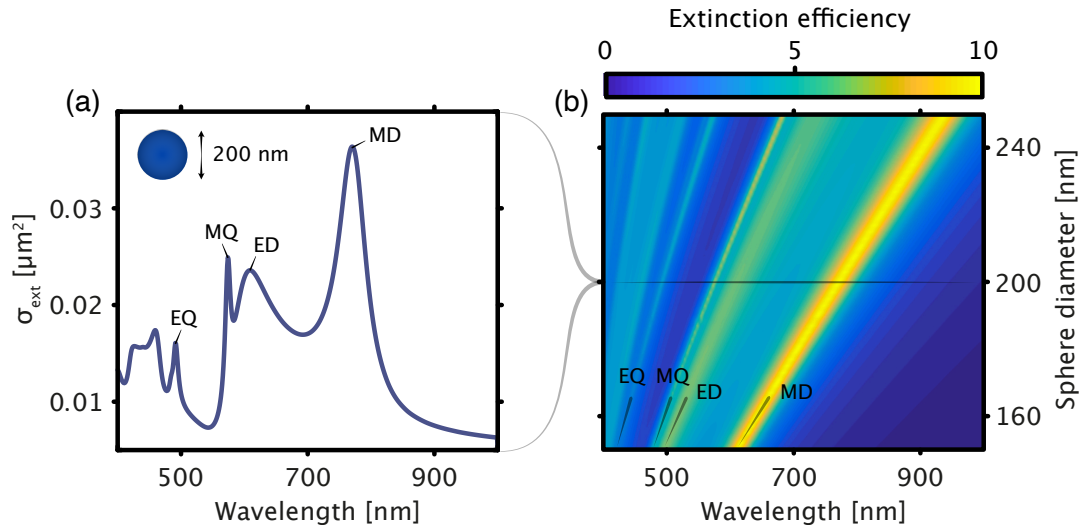 Extinction efficiency
0 5 10
(a)
(b)
200 nm
MD
MQ
ED
EQ
0.03
0.02
0.01
σext [µm²]
500 700 900
Wavelength [nm]
EQ MQ ED MD
240
200
160
Sphere diameter [nm]
500 700 900
Wavelength [nm]